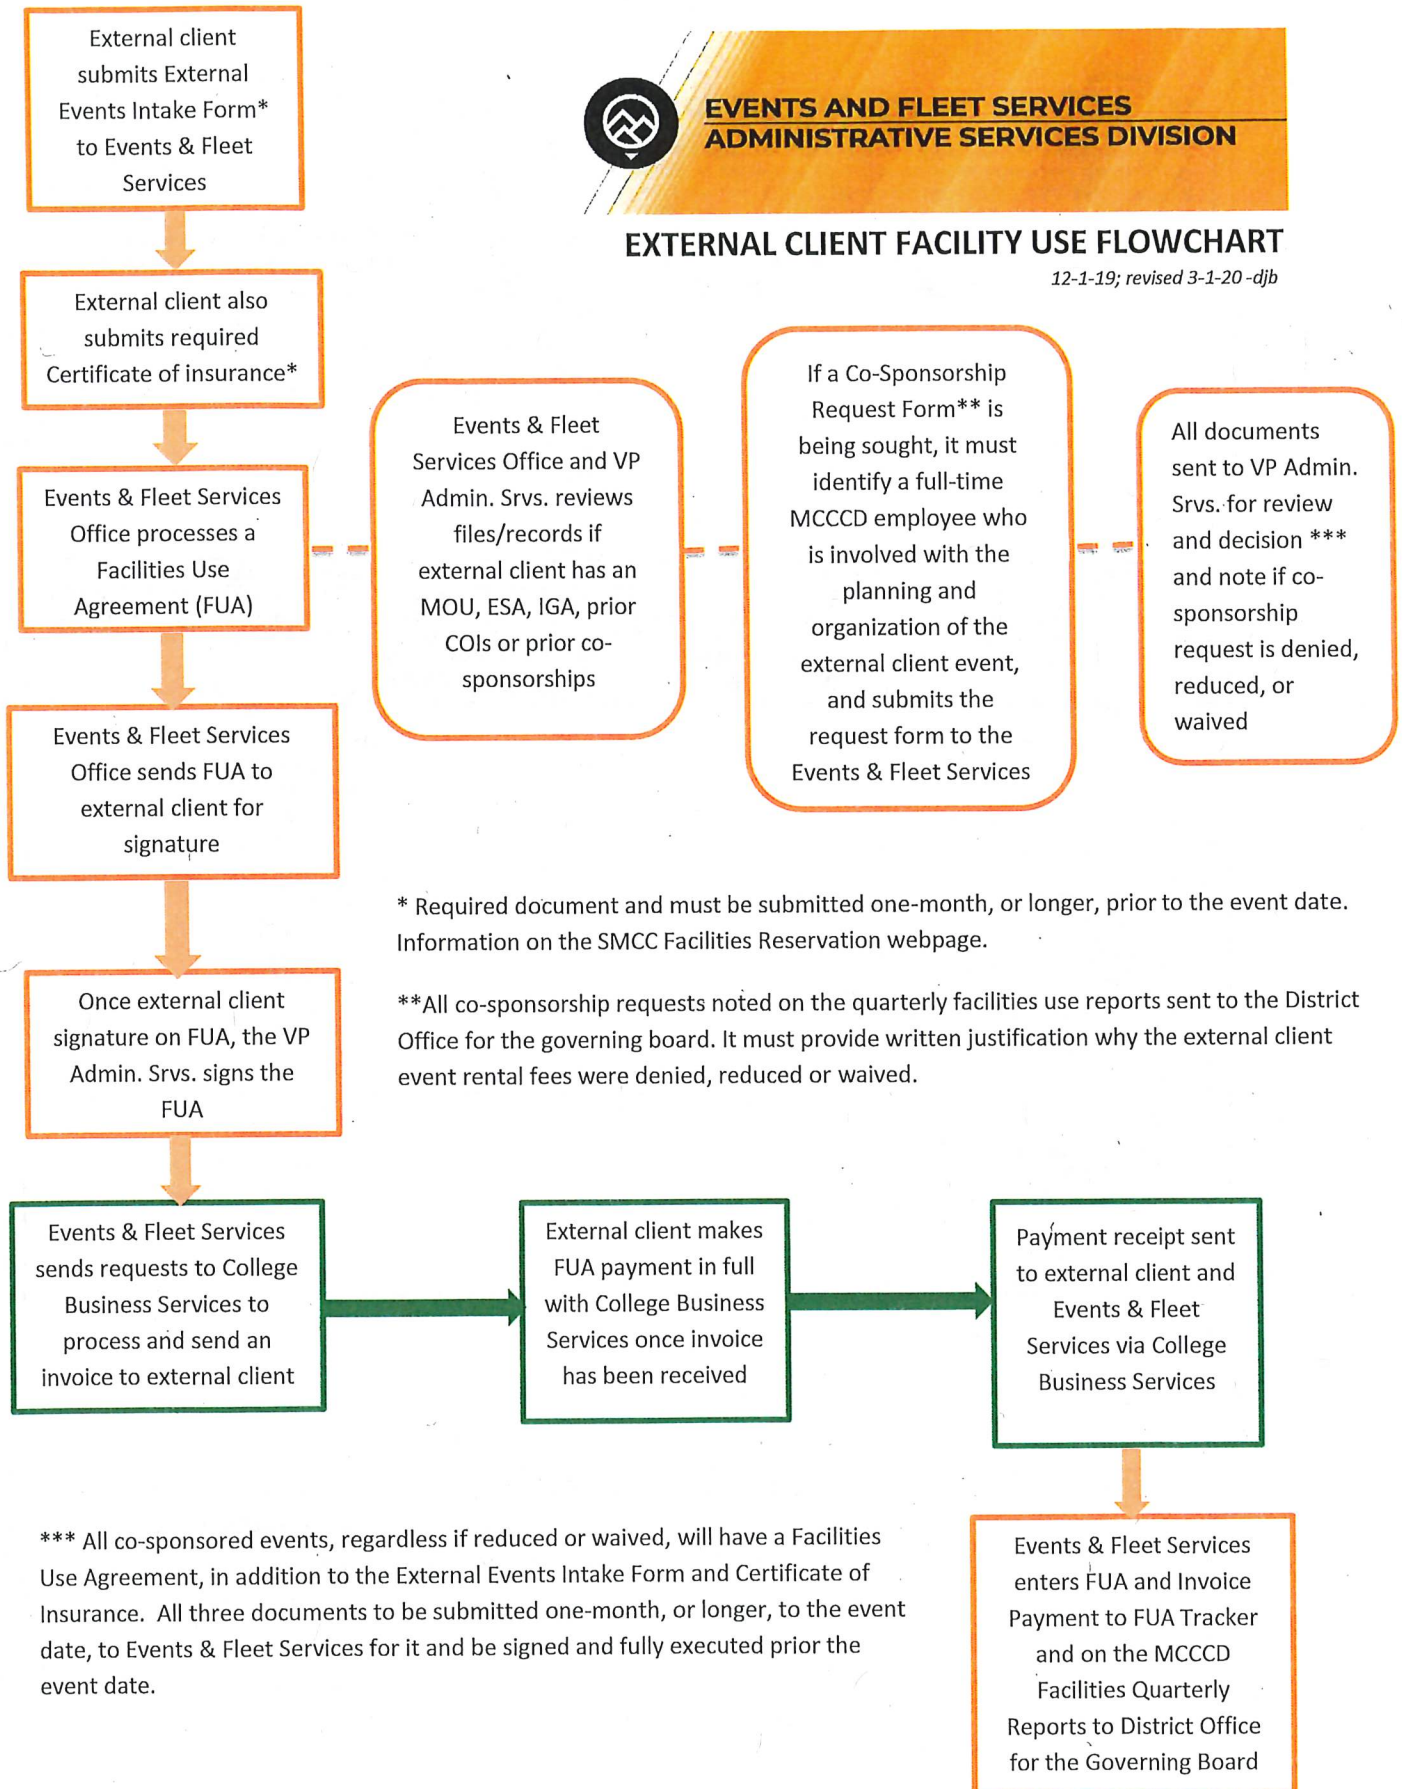 External client
submits External
Events Intake Form*
to Events & Fleet
Services
EVENTS AND FLEET SERVICES
ADMINISTRATIVE SERVICES DIVISION
EXTERNAL CLIENT FACILITY USE FLOWCHART
12-1-19; revised 3-1-20 -djb
External client also
submits required
Certificate of insurance*
Events & Fleet Services
Office processes a
Facilities Use
Agreement (FUA)
Events & Fleet
Services Office and VP
Admin. Srvs. reviews
files/records if
external client has an
MOU, ESA, IGA, prior
COIs or prior co-
sponsorships
If a Co-Sponsorship
Request Form** is
being sought, it must
identify a full-time
MCCCD employee who
is involved with the
planning and
organization of the
external client event,
and submits the
request form to the
Events & Fleet Services
All documents
sent to VP Admin.
Srvs. for review
and decision ***
and note if co-
sponsorship
request is denied,
reduced, or
waived
Events & Fleet Services
Office sends FUA to
external client for
signature
* Required document and must be submitted one-month, or longer, prior to the event date.
Information on the SMCC Facilities Reservation webpage.
**All co-sponsorship requests noted on the quarterly facilities use reports sent to the District
Office for the governing board. It must provide written justification why the external client
event rental fees were denied, reduced or waived.
Once external client
signature on FUA, the VP
Admin. Srvs. signs the
FUA
Events & Fleet Services
sends requests to College
Business Services to
process and send an
invoice to external client
External client makes
FUA payment in full
with College Business
Services once invoice
has been received
Payment receipt sent
to external client and
Events & Fleet
Services via College
Business Services
*** All co-sponsored events, regardless if reduced or waived, will have a Facilities
Use Agreement, in addition to the External Events Intake Form and Certificate of
Insurance. All three documents to be submitted one-month, or longer, to the event
date, to Events & Fleet Services for it and be signed and fully executed prior the
event date.
Events & Fleet Services
enters FUA and Invoice
Payment to FUA Tracker
and on the MCCCD
Facilities Quarterly
Reports to District Office
for the Governing Board